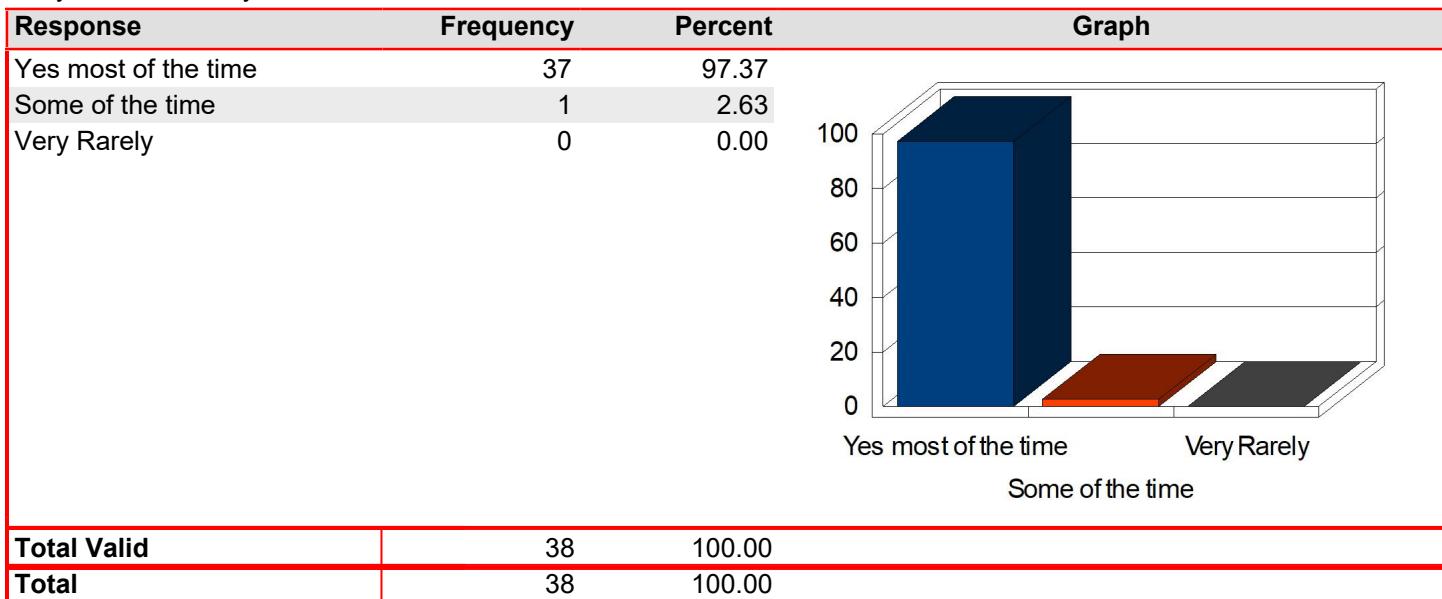 Response Frequency Percent Graph
Yes most of the time 37 97.37
Some of the time 1 2.63
Very Rarely 0 0.00
100
80
60
40
20
0
Yes most of the time Very Rarely
Some of the time
Total Valid 38 100.00
Total 38 100.00